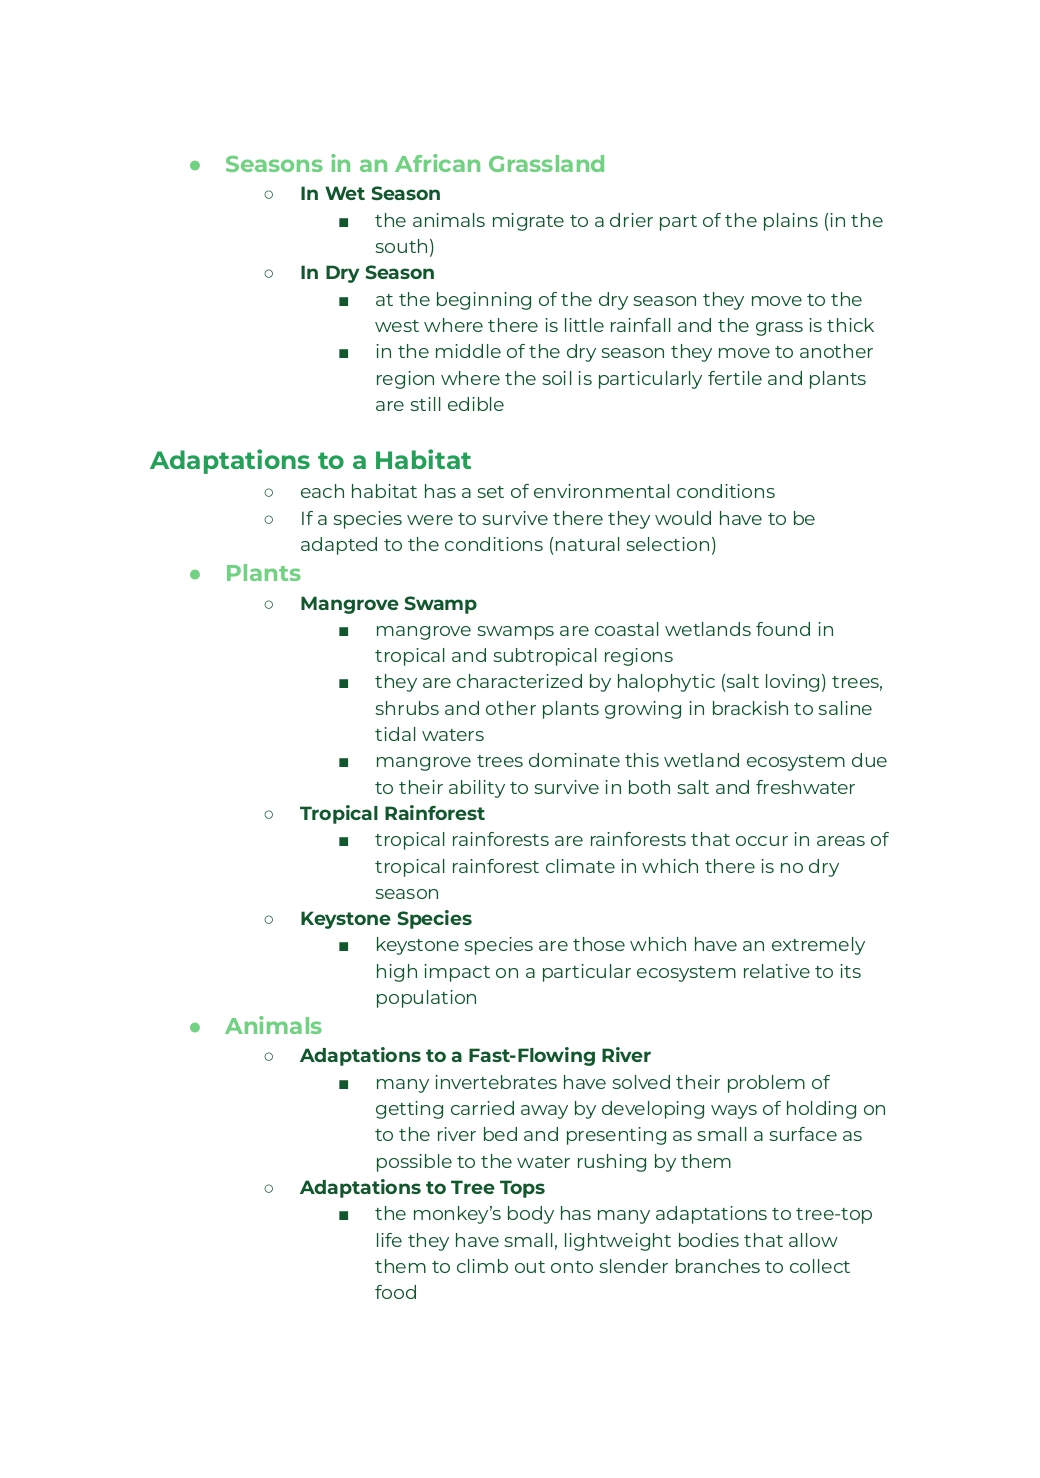 ● Seasons in an African Grassland
○ In Wet Season
■ the animals migrate to a drier part of the plains (in the
south)
○ In Dry Season
■ at the beginning of the dry season they move to the
west where there is little rainfall and the grass is thick
■ in the middle of the dry season they move to another
region where the soil is particularly fertile and plants
are still edible
Adaptations to a Habitat
○ each habitat has a set of environmental conditions
○ If a species were to survive there they would have to be
adapted to the conditions (natural selection)
● Plants
○ Mangrove Swamp
■ mangrove swamps are coastal wetlands found in
tropical and subtropical regions
■ they are characterized by halophytic (salt loving) trees,
shrubs and other plants growing in brackish to saline
tidal waters
■ mangrove trees dominate this wetland ecosystem due
to their ability to survive in both salt and freshwater
○ Tropical Rainforest
■ tropical rainforests are rainforests that occur in areas of
tropical rainforest climate in which there is no dry
season
○ Keystone Species
■ keystone species are those which have an extremely
high impact on a particular ecosystem relative to its
population
● Animals
○ Adaptations to a Fast-Flowing River
■ many invertebrates have solved their problem of
getting carried away by developing ways of holding on
to the river bed and presenting as small a surface as
possible to the water rushing by them
○ Adaptations to Tree Tops
■ the monkey’s body has many adaptations to tree-top
life they have small, lightweight bodies that allow
them to climb out onto slender branches to collect
food